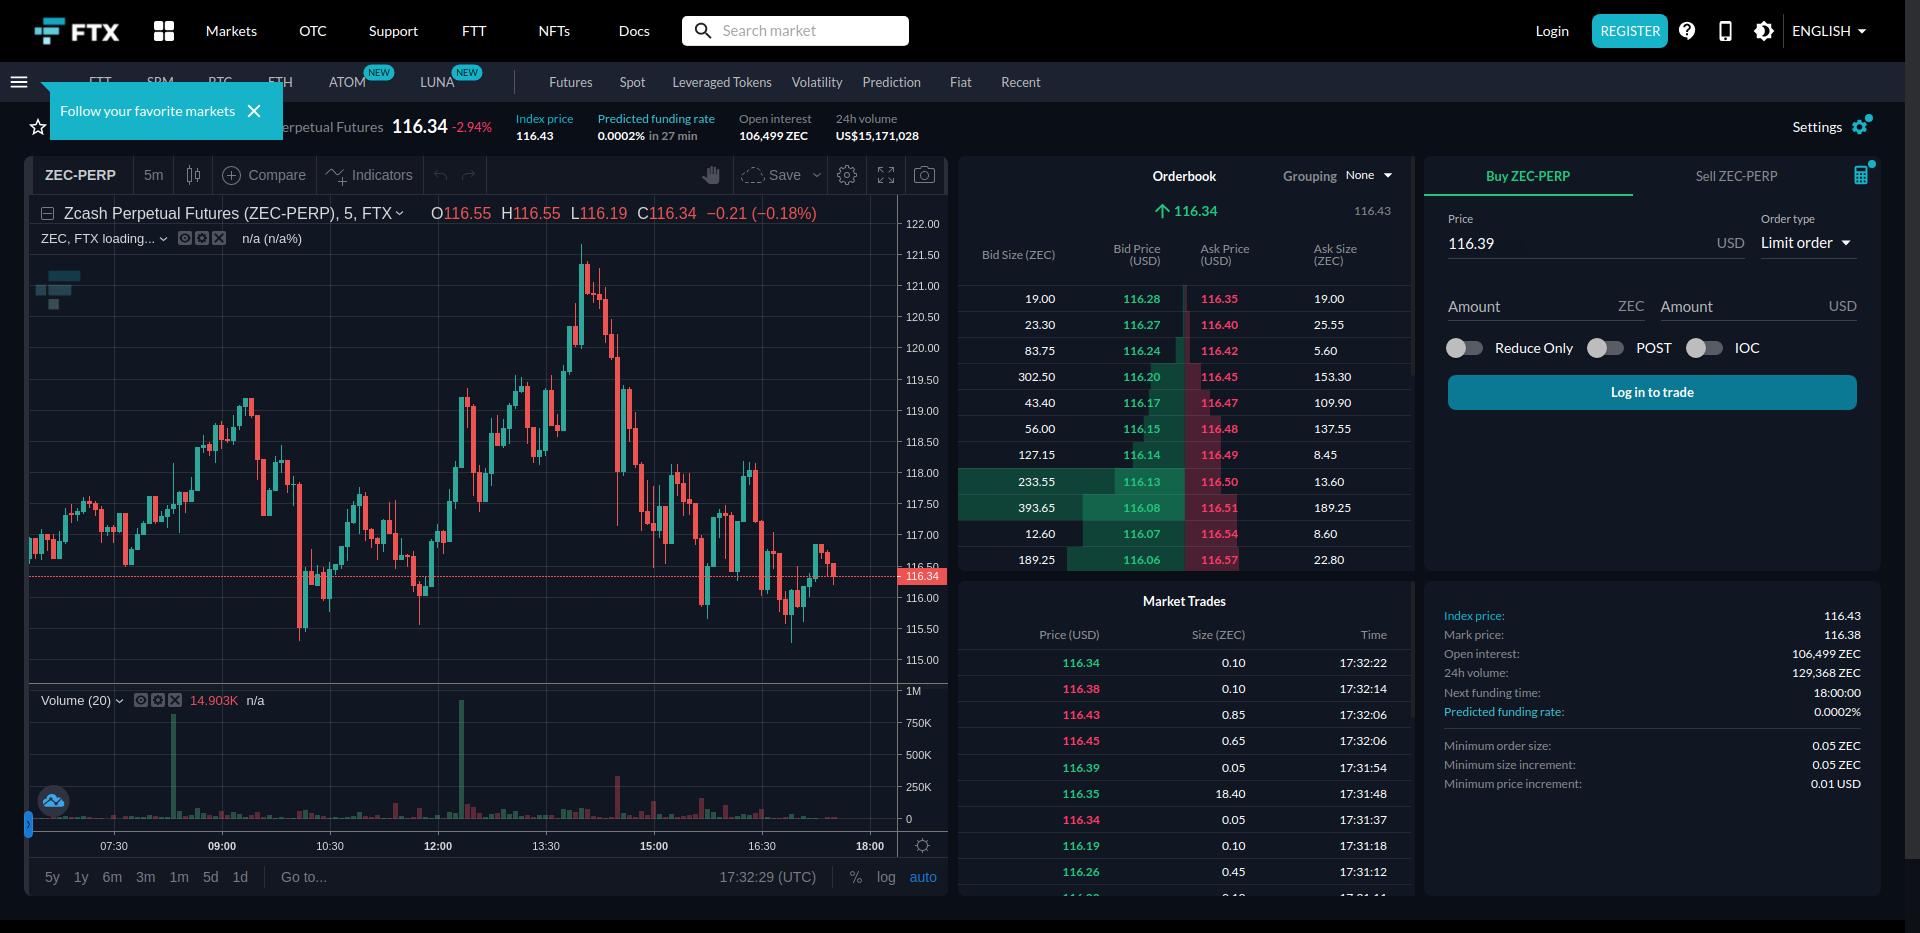 FTX
Markets
OTC
Support
FTT
NFTs
Docs
Search market
Login
REGISTER
ENGLISH
ATOM NEW
LUNA NEW
Futures
Spot
Leveraged Tokens
Volatility
Prediction
Fiat
Recent
Follow your favorite markets
erpetual Futures
116.34 -2.94%
Index price
116.43
Predicted funding rate
0.0002% in 27 min
Open interest
106,499 ZEC
24h volume
US$15,171,028
Settings
ZEC-PERP
5m
Compare
Indicators
Save
Zcash Perpetual Futures (ZEC-PERP), 5, FTX
O116.55 H116.55 L116.19 C116.34 −0.21 (−0.18%)
ZEC, FTX loading... n/a (n/a%)
122.00
121.50
121.00
120.50
120.00
119.50
119.00
118.50
118.00
117.50
117.00
116.50
116.34
116.00
115.50
115.00
Volume (20) 14.903K n/a
1M
750K
500K
250K
0
07:30 09:00 10:30 12:00 13:30 15:00 16:30 18:00
5y 1y 6m 3m 1m 5d 1d Go to...
17:32:29 (UTC) % log auto
Orderbook
Grouping None
116.34
116.43
Bid Size (ZEC)
Bid Price
(USD)
Ask Price
(USD)
Ask Size
(ZEC)
19.00 116.28 116.35 19.00
23.30 116.27 116.40 25.55
83.75 116.24 116.42 5.60
302.50 116.20 116.45 153.30
43.40 116.17 116.47 109.90
56.00 116.15 116.48 137.55
127.15 116.14 116.49 8.45
233.55 116.13 116.50 13.60
393.65 116.08 116.51 189.25
12.60 116.07 116.54 8.60
189.25 116.06 116.57 22.80
Market Trades
Price (USD) Size (ZEC) Time
116.34 0.10 17:32:22
116.38 0.10 17:32:14
116.43 0.85 17:32:06
116.45 0.65 17:32:06
116.39 0.05 17:31:54
116.35 18.40 17:31:48
116.34 0.05 17:31:37
116.19 0.10 17:31:18
116.26 0.45 17:31:12
Buy ZEC-PERP
Sell ZEC-PERP
Price
116.39 USD
Order type
Limit order
Amount ZEC
Amount USD
Reduce Only
POST
IOC
Log in to trade
Index price: 116.43
Mark price: 116.38
Open interest: 106,499 ZEC
24h volume: 129,368 ZEC
Next funding time: 18:00:00
Predicted funding rate: 0.0002%
Minimum order size: 0.05 ZEC
Minimum size increment: 0.05 ZEC
Minimum price increment: 0.01 USD